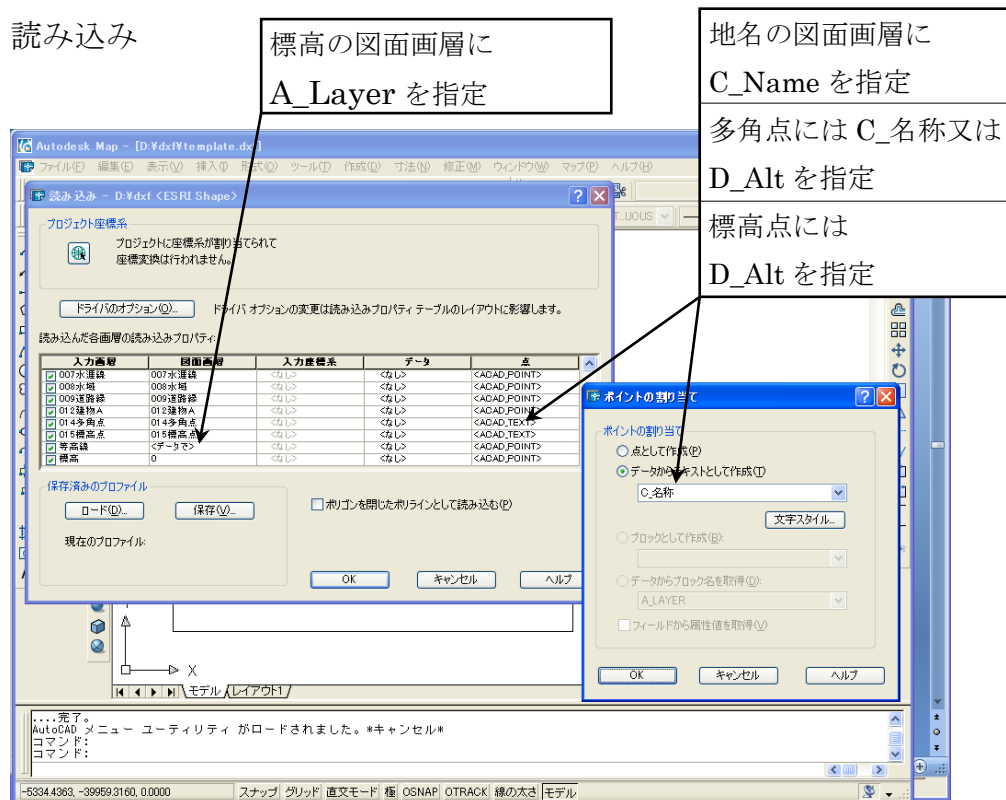 読み込み
標高の図面画層に
A_Layer を指定
地名の図面画層に
C_Name を指定
多角点には C_名称又は
D_Alt を指定
標高点には
D_Alt を指定
Autodesk Map - [D:¥dxf¥template.dx
ファイル(F) 編集(E) 表示(V) 挿入(I) 形式(O) ツール(T) 作成(D) 寸法(N) 修正(M) ウィンドウ(W) マップ(P) ヘルプ(H)
読み込み - D:¥dxf <ESRI Shape>
プロジェクト座標系
プロジェクトに座標系が割り当てられて
座標変換は行われません。
ドライバのオプション(O)... ドライバ オプションの変更は読み込みプロパティ テーブルのレイアウトに影響します。
読み込んだ各画層の読み込みプロパティ:
入力画層 図面画層 入力座標系 データ 点
007水涯線 007水涯線 <なし> <なし> <ACAD_POINT>
008水域 008水域 <なし> <なし> <ACAD_POINT>
009道路縁 009道路縁 <なし> <なし> <ACAD_POINT>
012建物A 012建物A <なし> <なし> <ACAD_POINT>
014多角点 014多角点 <なし> <なし> <ACAD_TEXT>
015標高点 015標高点 <なし> <なし> <ACAD_TEXT>
等高線 <データで> <なし> <なし> <ACAD_POINT>
標高 0 <なし> <なし> <ACAD_POINT>
保存済みのプロファイル
ロード(D)... 保存(V)...
現在のプロファイル:
ポリゴンを閉じたポリラインとして読み込む(P)
OK キャンセル ヘルプ
T...UOUS
ポイントの割り当て
ポイントの割り当て
点として作成(P)
データからテキストとして作成(T)
C_名称
文字スタイル...
ブロックとして作成(B):
データからブロック名を取得(D):
A_LAYER
フィールドから属性値を取得(V)
OK キャンセル ヘルプ
X
モデル レイアウト1
....完了。
AutoCAD メニュー ユーティリティ がロードされました。*キャンセル*
コマンド:
コマンド:
-5334.4363, -39959.3160, 0.0000 スナップ グリッド 直交モード 極 OSNAP OTRACK 線の太さ モデル